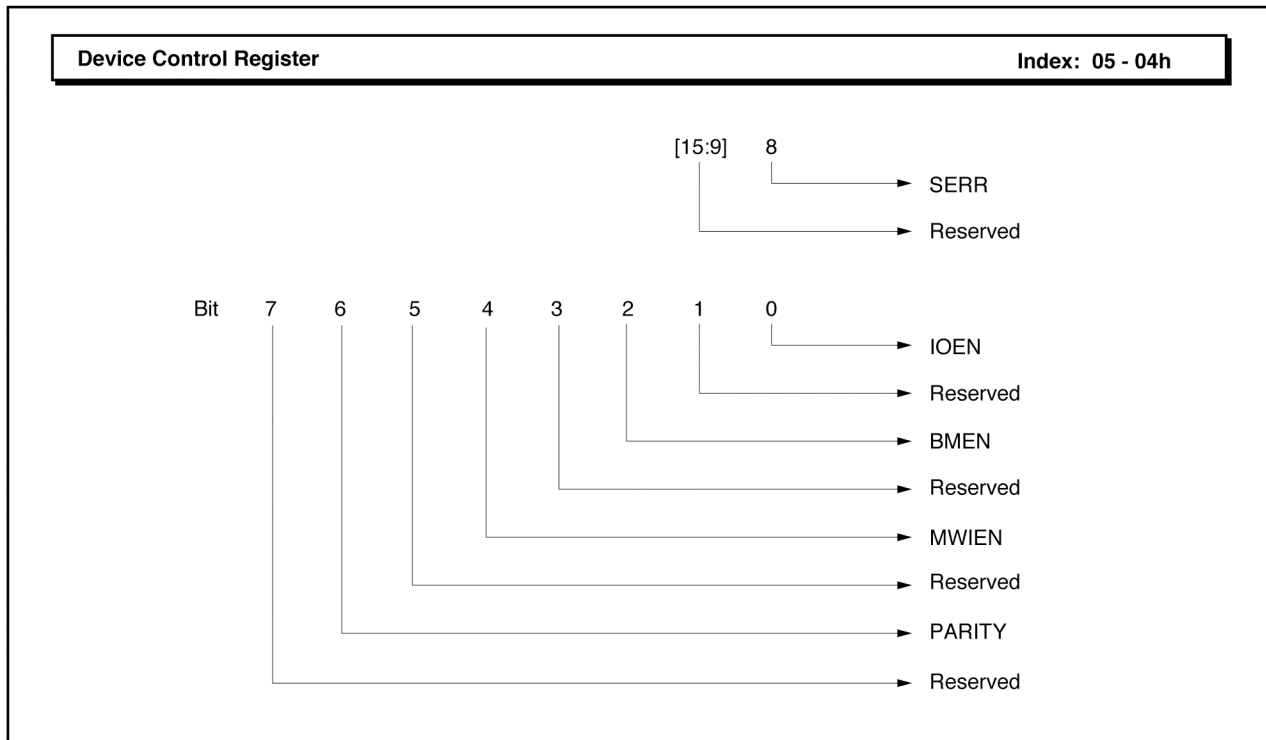 Device Control Register Index: 05 - 04h
[15:9] 8
SERR
Reserved
Bit 7 6 5 4 3 2 1 0
IOEN
Reserved
BMEN
Reserved
MWIEN
Reserved
PARITY
Reserved